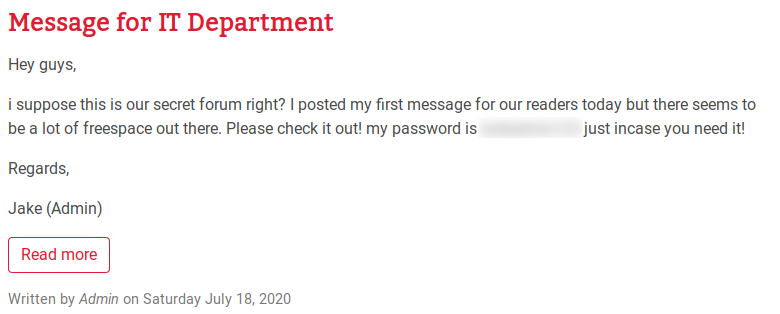 Message for IT Department
Hey guys,
i suppose this is our secret forum right? I posted my first message for our readers today but there seems to
be a lot of freespace out there. Please check it out! my password is just incase you need it!
Regards,
Jake (Admin)
Read more
Written by Admin on Saturday July 18, 2020